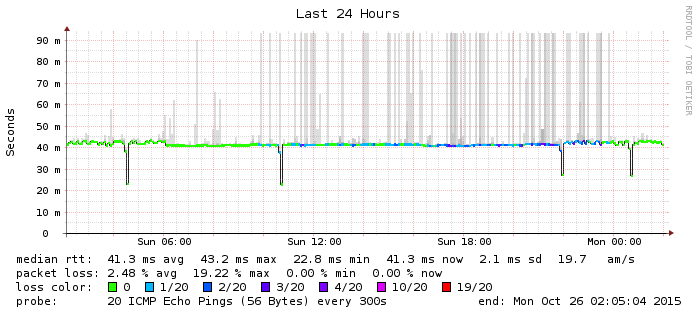 Last 24 Hours
RRDTOOL / TOBI OETIKER
Seconds
90 m
80 m
70 m
60 m
50 m
40 m
30 m
20 m
10 m
0
Sun 06:00 Sun 12:00 Sun 18:00 Mon 00:00
median rtt: 41.3 ms avg 43.2 ms max 22.8 ms min 41.3 ms now 2.1 ms sd 19.7 am/s
packet loss: 2.48 % avg 19.22 % max 0.00 % min 0.00 % now
loss color: 0 1/20 2/20 3/20 4/20 10/20 19/20
probe: 20 ICMP Echo Pings (56 Bytes) every 300s end: Mon Oct 26 02:05:04 2015